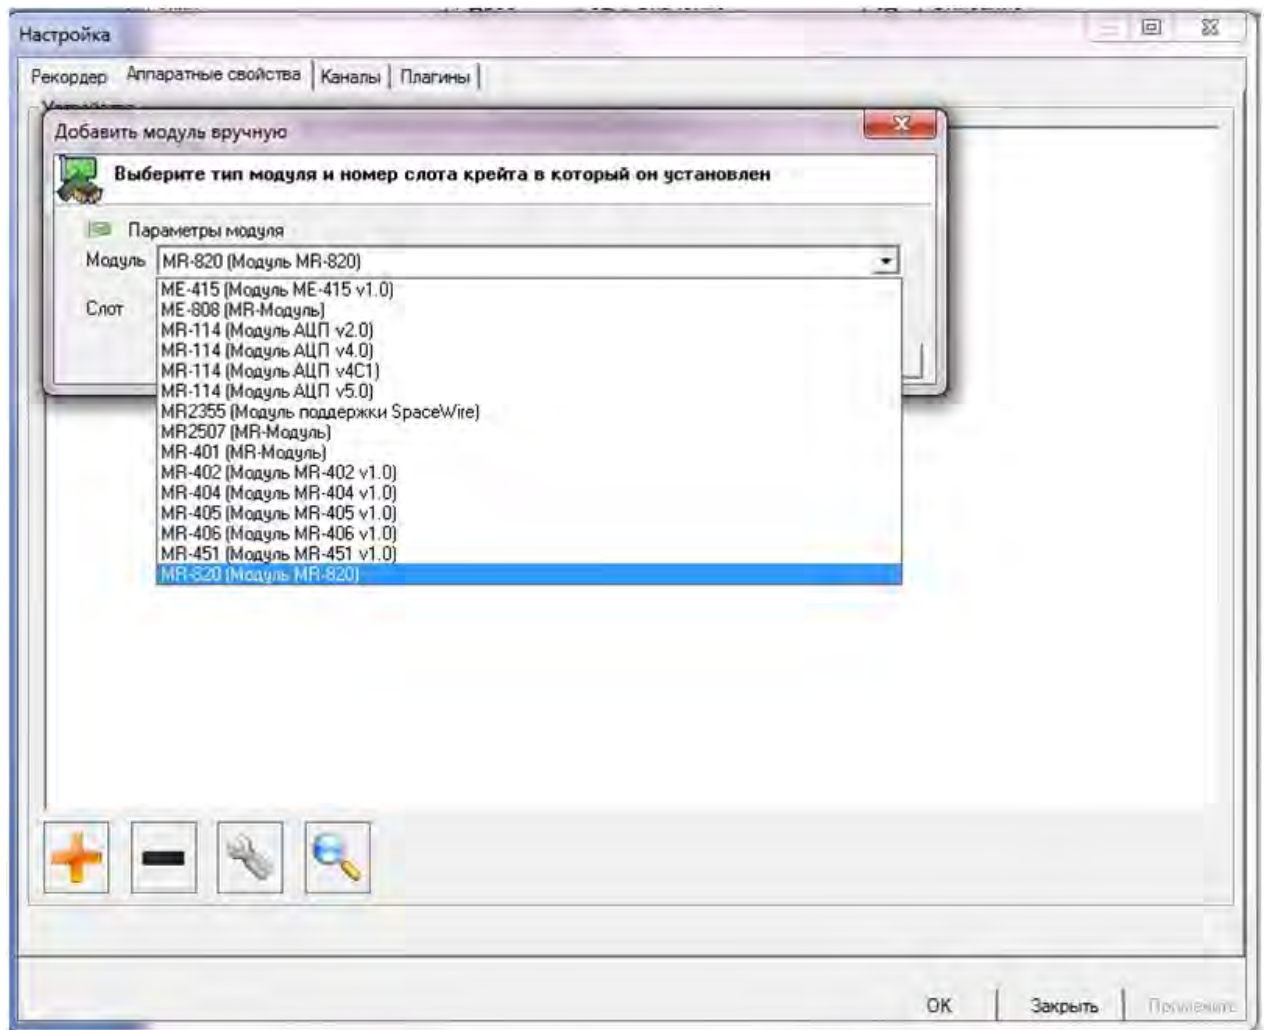 Настройка
Рекордер Аппаратные свойства Каналы Плагины
Добавить модуль вручную
Выберите тип модуля и номер слота крейта в который он установлен
Параметры модуля
Модуль MR-820 (Модуль MR-820)
Слот
ME-415 (Модуль ME-415 v1.0)
ME-808 (MR-Модуль)
MR-114 (Модуль АЦП v2.0)
MR-114 (Модуль АЦП v4.0)
MR-114 (Модуль АЦП v4C1)
MR-114 (Модуль АЦП v5.0)
MR2355 (Модуль поддержки SpaceWire)
MR2507 (MR-Модуль)
MR-401 (MR-Модуль)
MR-402 (Модуль MR-402 v1.0)
MR-404 (Модуль MR-404 v1.0)
MR-405 (Модуль MR-405 v1.0)
MR-406 (Модуль MR-406 v1.0)
MR-451 (Модуль MR-451 v1.0)
MR-820 (Модуль MR-820)
OK Закрыть Применить